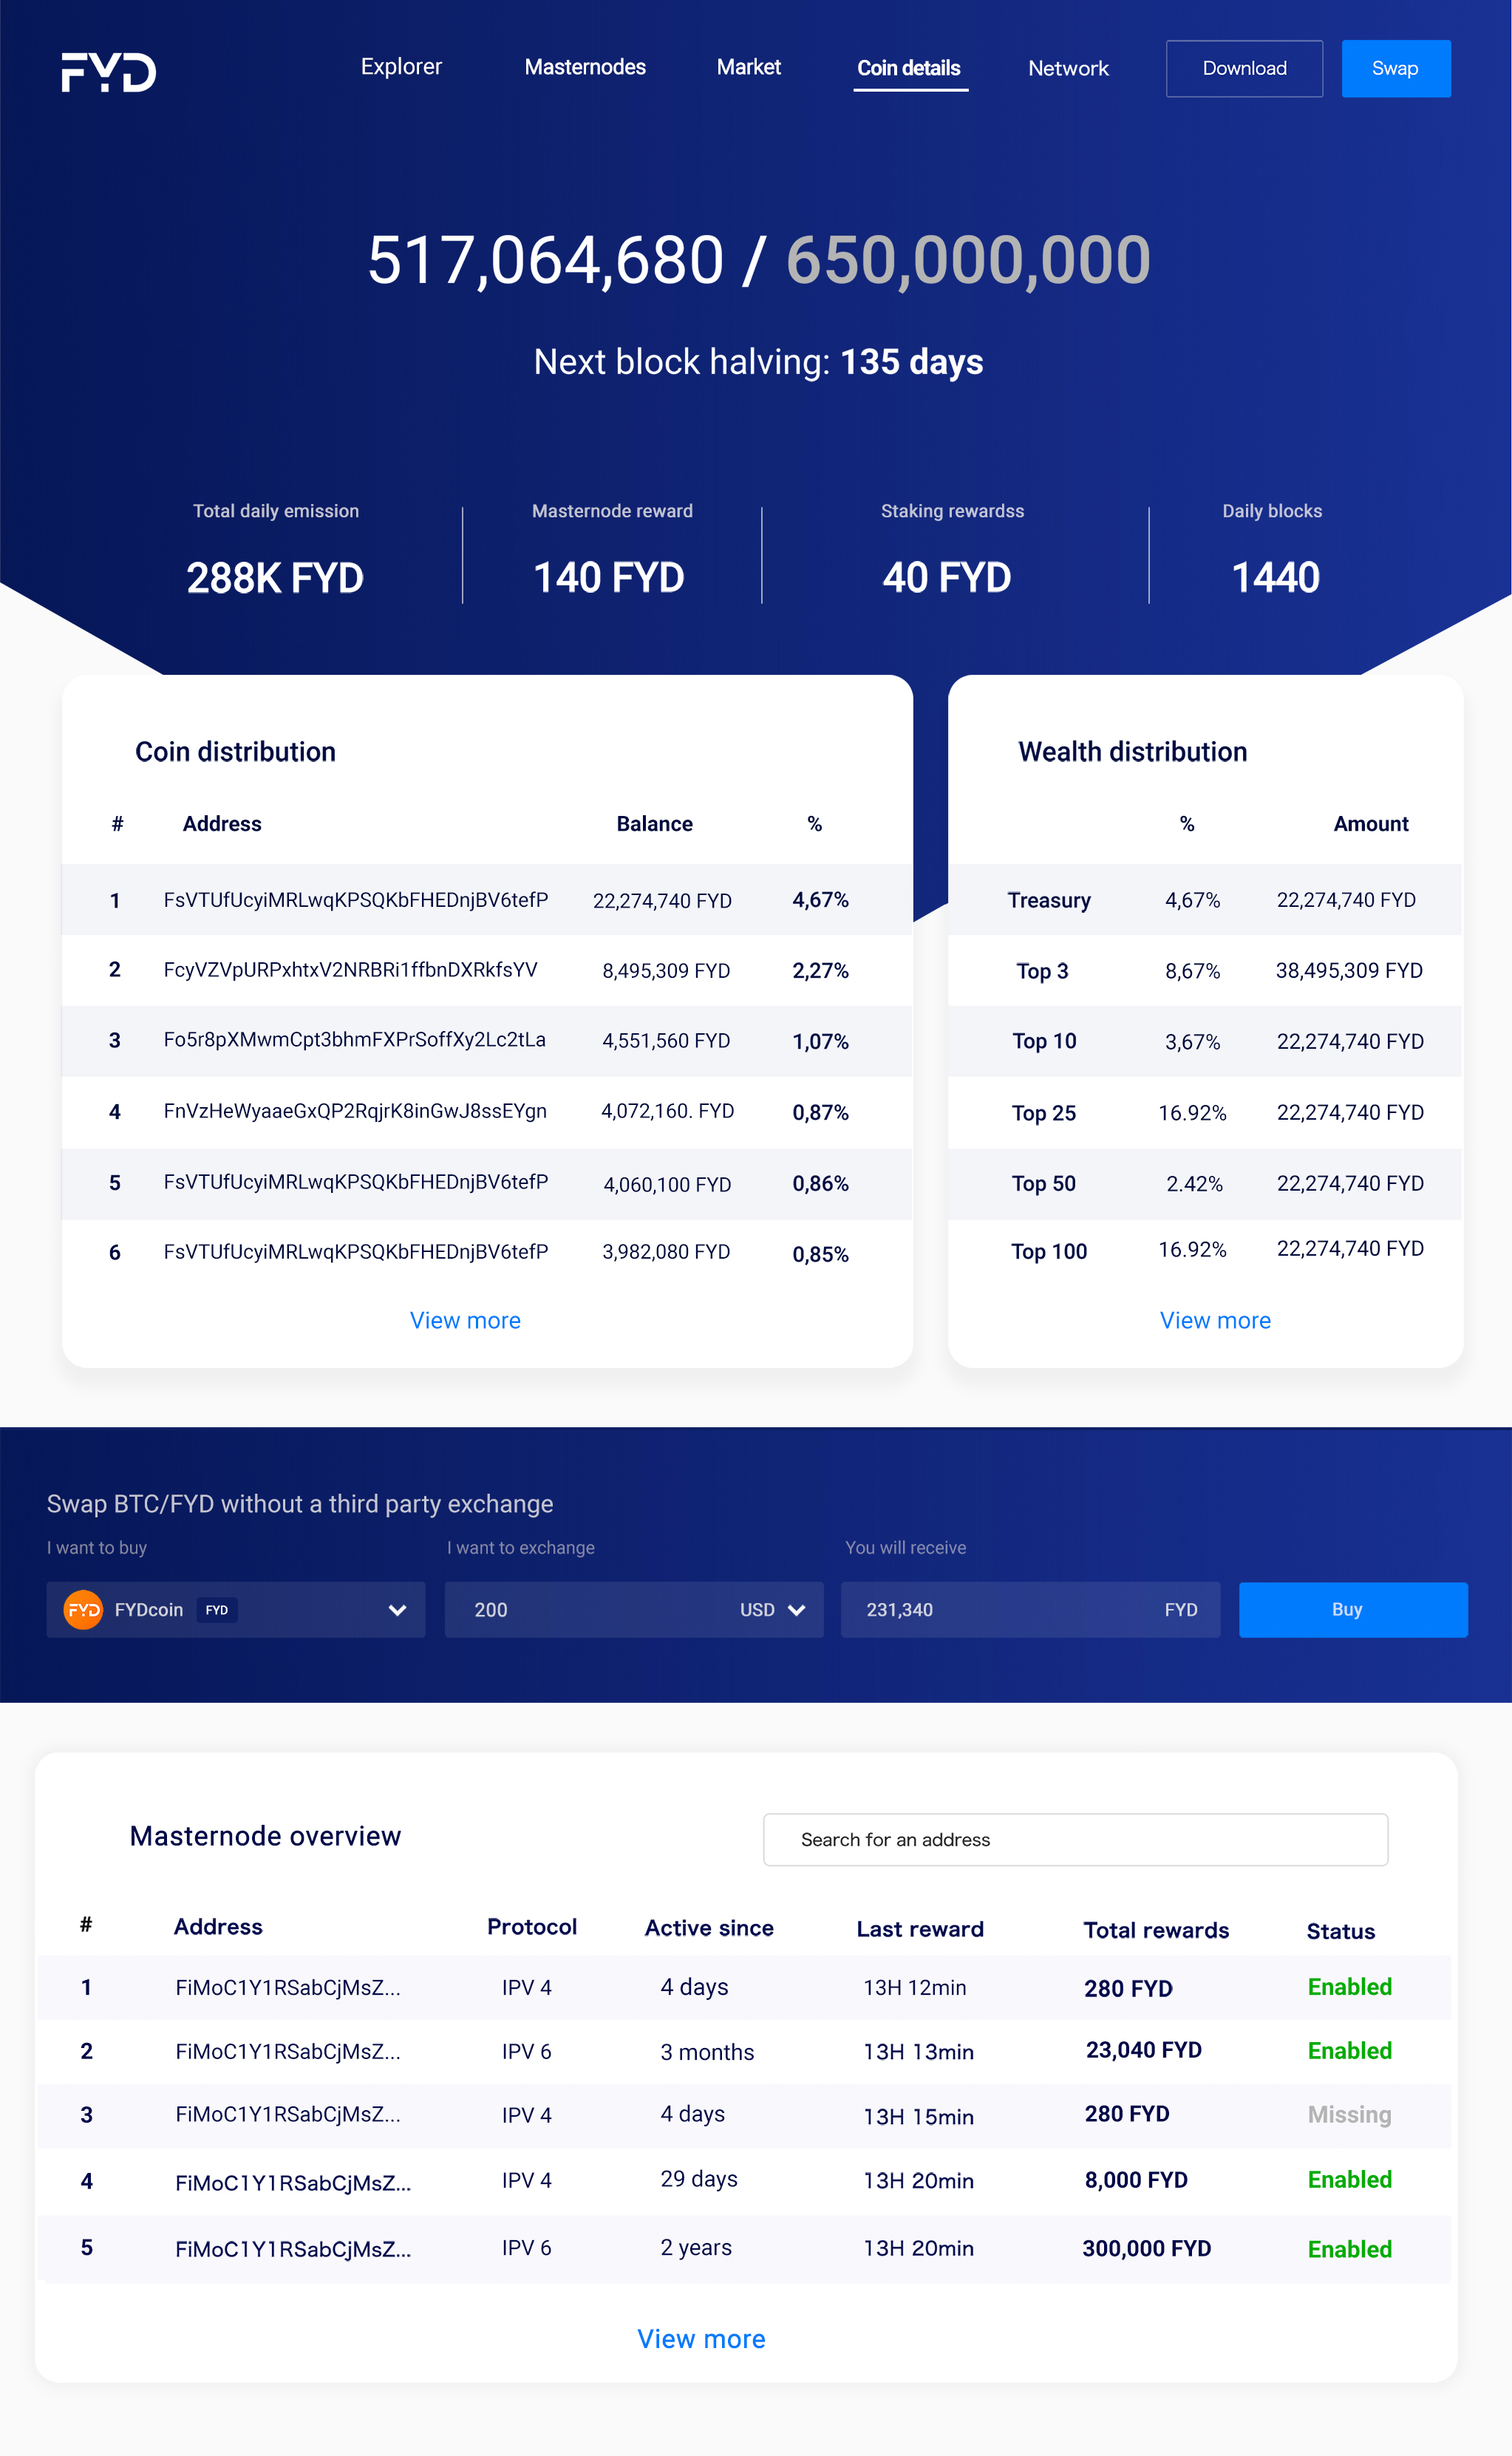 FYD Explorer Masternodes Market Coin details Network Download Swap
517,064,680 / 650,000,000
Next block halving: 135 days
Total daily emission Masternode reward Staking rewardss Daily blocks
288K FYD 140 FYD 40 FYD 1440
Coin distribution
# Address Balance %
1 FsVTUfUcyiMRLwqKPSQKbFHEDnjBV6tefP 22,274,740 FYD 4,67%
2 FcyVZVpURPxhtxV2NRBRi1ffbnDXRkfsYV 8,495,309 FYD 2,27%
3 Fo5r8pXMwmCpt3bhmFXPrSoffXy2Lc2tLa 4,551,560 FYD 1,07%
4 FnVzHeWyaaeGxQP2RqjrK8inGwJ8ssEYgn 4,072,160. FYD 0,87%
5 FsVTUfUcyiMRLwqKPSQKbFHEDnjBV6tefP 4,060,100 FYD 0,86%
6 FsVTUfUcyiMRLwqKPSQKbFHEDnjBV6tefP 3,982,080 FYD 0,85%
View more
Wealth distribution
% Amount
Treasury 4,67% 22,274,740 FYD
Top 3 8,67% 38,495,309 FYD
Top 10 3,67% 22,274,740 FYD
Top 25 16.92% 22,274,740 FYD
Top 50 2.42% 22,274,740 FYD
Top 100 16.92% 22,274,740 FYD
View more
Swap BTC/FYD without a third party exchange
I want to buy I want to exchange You will receive
FYD FYDcoin FYD 200 USD 231,340 FYD Buy
Masternode overview Search for an address
# Address Protocol Active since Last reward Total rewards Status
1 FiMoC1Y1RSabCjMsZ... IPV 4 4 days 13H 12min 280 FYD Enabled
2 FiMoC1Y1RSabCjMsZ... IPV 6 3 months 13H 13min 23,040 FYD Enabled
3 FiMoC1Y1RSabCjMsZ... IPV 4 4 days 13H 15min 280 FYD Missing
4 FiMoC1Y1RSabCjMsZ... IPV 4 29 days 13H 20min 8,000 FYD Enabled
5 FiMoC1Y1RSabCjMsZ... IPV 6 2 years 13H 20min 300,000 FYD Enabled
View more